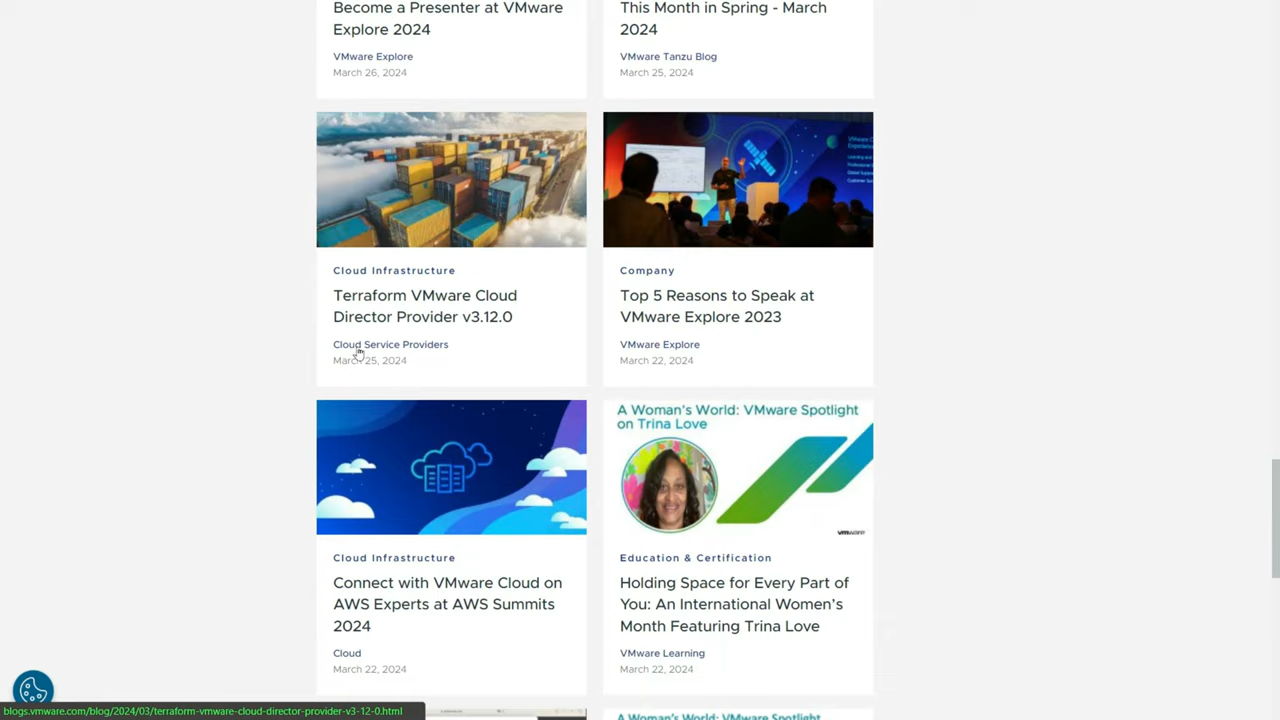 Become a Presenter at VMware
Explore 2024
VMware Explore
March 26, 2024
This Month in Spring - March
2024
VMware Tanzu Blog
March 25, 2024
Cloud Infrastructure
Terraform VMware Cloud
Director Provider v3.12.0
Cloud Service Providers
March 25, 2024
Company
Top 5 Reasons to Speak at
VMware Explore 2023
VMware Explore
March 22, 2024
Cloud Infrastructure
Connect with VMware Cloud on
AWS Experts at AWS Summits
2024
Cloud
March 22, 2024
A Woman's World: VMware Spotlight
on Trina Love
vmware
Education & Certification
Holding Space for Every Part of
You: An International Women's
Month Featuring Trina Love
VMware Learning
March 22, 2024
A Woman's World: VMware Spotlight
blogs.vmware.com/blog/2024/03/terraform-vmware-cloud-director-provider-v3-12-0.html